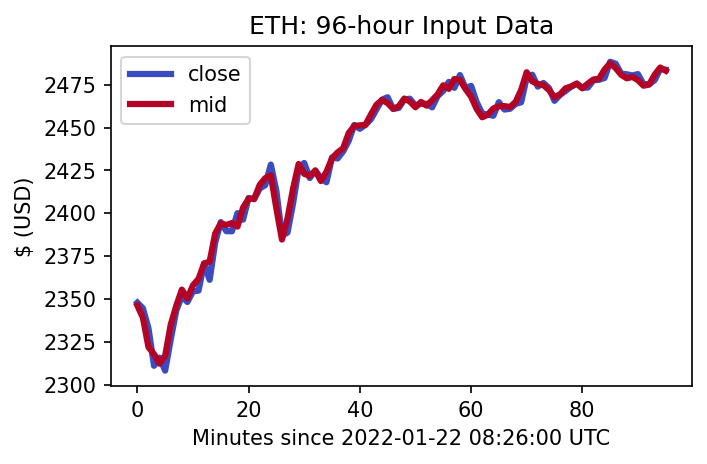 ETH: 96-hour Input Data
close
mid
$ (USD)
2475
2450
2425
2400
2375
2350
2325
2300
0 20 40 60 80
Minutes since 2022-01-22 08:26:00 UTC